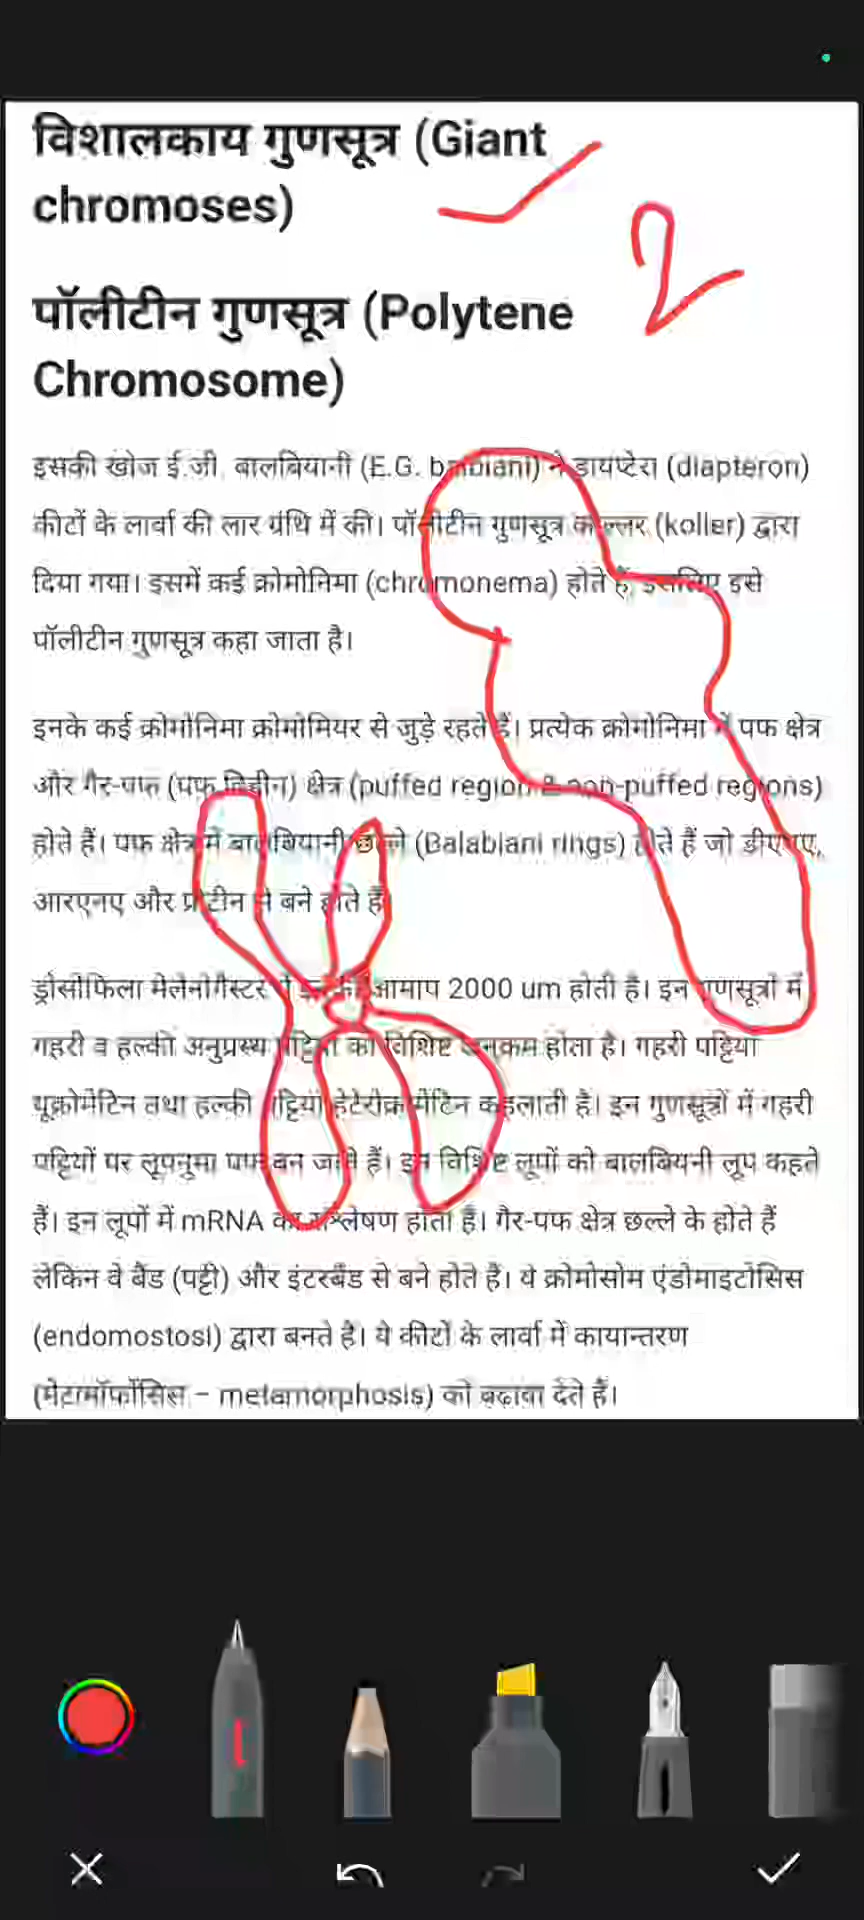 विशालकाय गुणसूत्र (Giant
chromoses)
2
पॉलीटीन गुणसूत्र (Polytene
Chromosome)
इसकी खोज ई.जी. बालबियानी (E.G. balbiani) ने डायप्टेरा (diapteron)
कीटों के लार्वा की लार ग्रंथि में की। पॉलीटीन गुणसूत्र कोल्लर (koller) द्वारा
दिया गया। इसमें कई क्रोमोनिमा (chromonema) होते हैं, इसलिए इसे
पॉलीटीन गुणसूत्र कहा जाता है।
इनके कई क्रोमोनिमा क्रोमोमियर से जुड़े रहते हैं। प्रत्येक क्रोमोनिमा में पफ क्षेत्र
और गैर-पफ (पफ विहीन) क्षेत्र (puffed region & non-puffed regions)
होते हैं। पफ क्षेत्र में बालबियानी छल्ले (Balabiani rings) होते हैं जो डीएनए,
आरएनए और प्रोटीन से बने होते हैं
ड्रोसोफिला मेलेनोगैस्टर में इनकी आमाप 2000 um होती है। इन गुणसूत्रों में
गहरी व हल्की अनुप्रस्थ पट्टियों का विशिष्ट अनुक्रम होता है। गहरी पट्टियां
यूक्रोमेटिन तथा हल्की पट्टियां हेटेरोक्रोमेटिन कहलाती है। इन गुणसूत्रों में गहरी
पट्टियों पर लूपनुमा पफ बन जाते हैं। इन विशिष्ट लूपों को बालबियनी लूप कहते
हैं। इन लूपों में mRNA का संश्लेषण होता है। गैर-पफ क्षेत्र छल्ले के होते हैं
लेकिन वे बैंड (पट्टी) और इंटरबैंड से बने होते हैं। ये क्रोमोसोम एंडोमाइटोसिस
(endomostosi) द्वारा बनते है। ये कीटों के लार्वा में कायान्तरण
(मेटामॉर्फोसिस – metamorphosis) को बढ़ावा देते हैं।